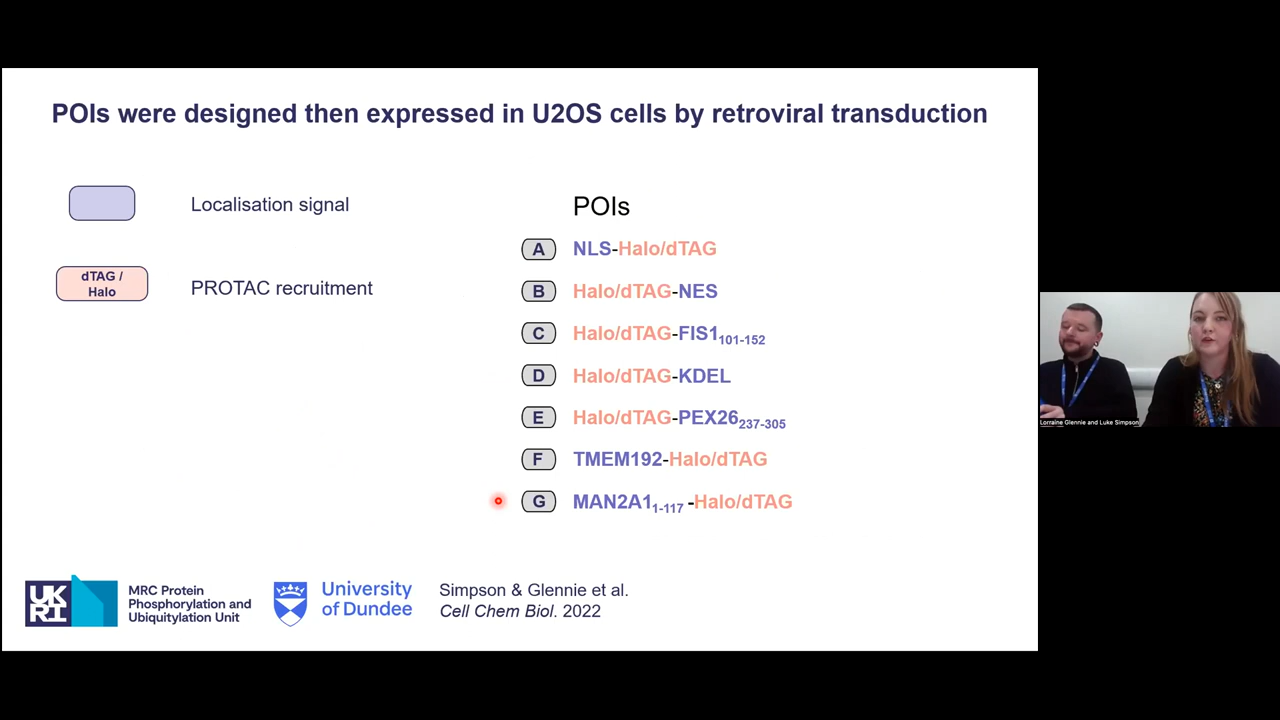 POIs were designed then expressed in U2OS cells by retroviral transduction
Localisation signal
dTAG /
Halo
PROTAC recruitment
POIs
A NLS-Halo/dTAG
B Halo/dTAG-NES
C Halo/dTAG-FIS1101-152
D Halo/dTAG-KDEL
E Halo/dTAG-PEX26237-305
F TMEM192-Halo/dTAG
G MAN2A11-117 -Halo/dTAG
UK
RI
MRC Protein
Phosphorylation and
Ubiquitylation Unit
University
of Dundee
Simpson & Glennie et al.
Cell Chem Biol. 2022
Lorraine Glennie and Luke Simpson